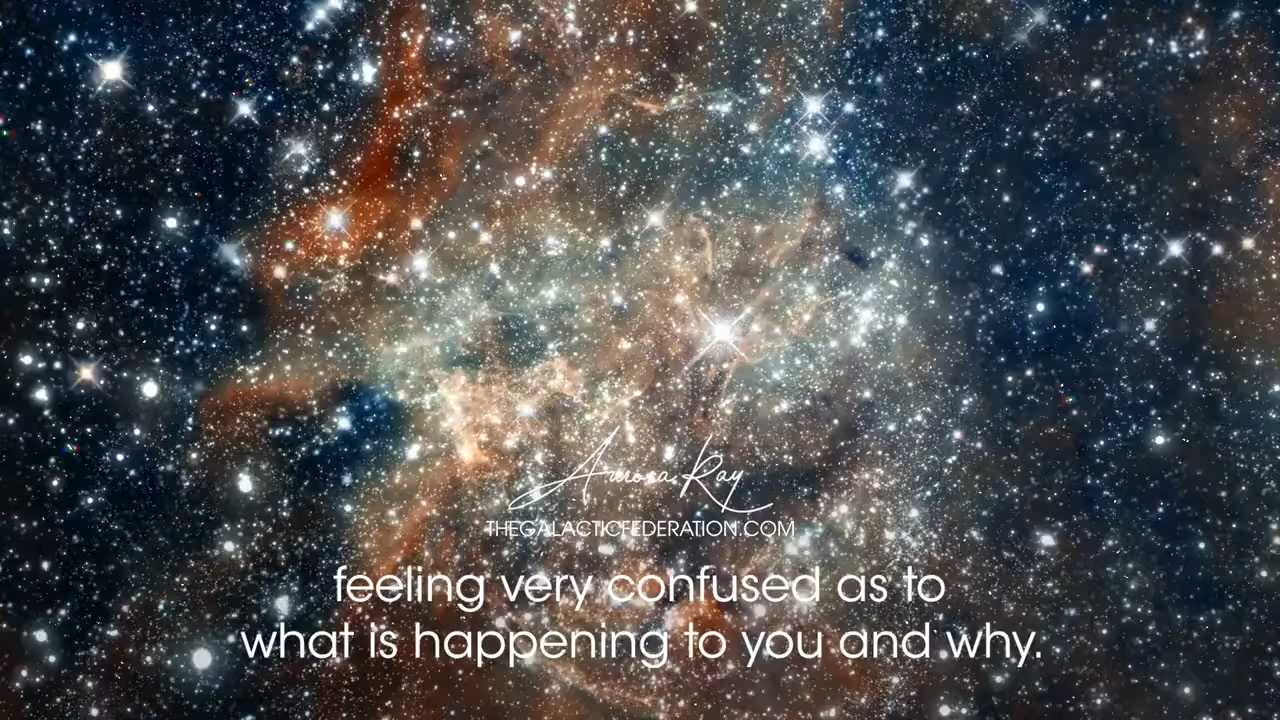 Aurora Ray
THEGALACTICFEDERATION.COM
feeling very confused as to
what is happening to you and why.